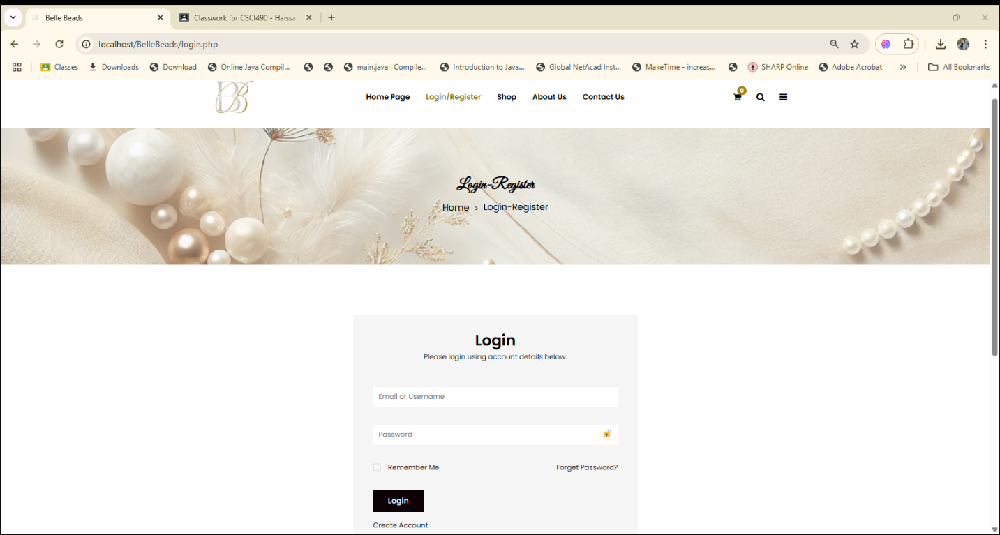 Belle Beads
Classwork for CSCI490 - Haissa
localhost/BelleBeads/login.php
Classes
Downloads
Download
Online Java Compil...
main.java | Compile...
Introduction to Java...
Global NetAcad Inst...
MakeTime - increas...
SHARP Online
Adobe Acrobat
All Bookmarks
BB
Home Page Login/Register Shop About Us Contact Us
0
Login-Register
Home > Login-Register
Login
Please login using account details below.
Email or Username
Password
Remember Me Forget Password?
Login
Create Account